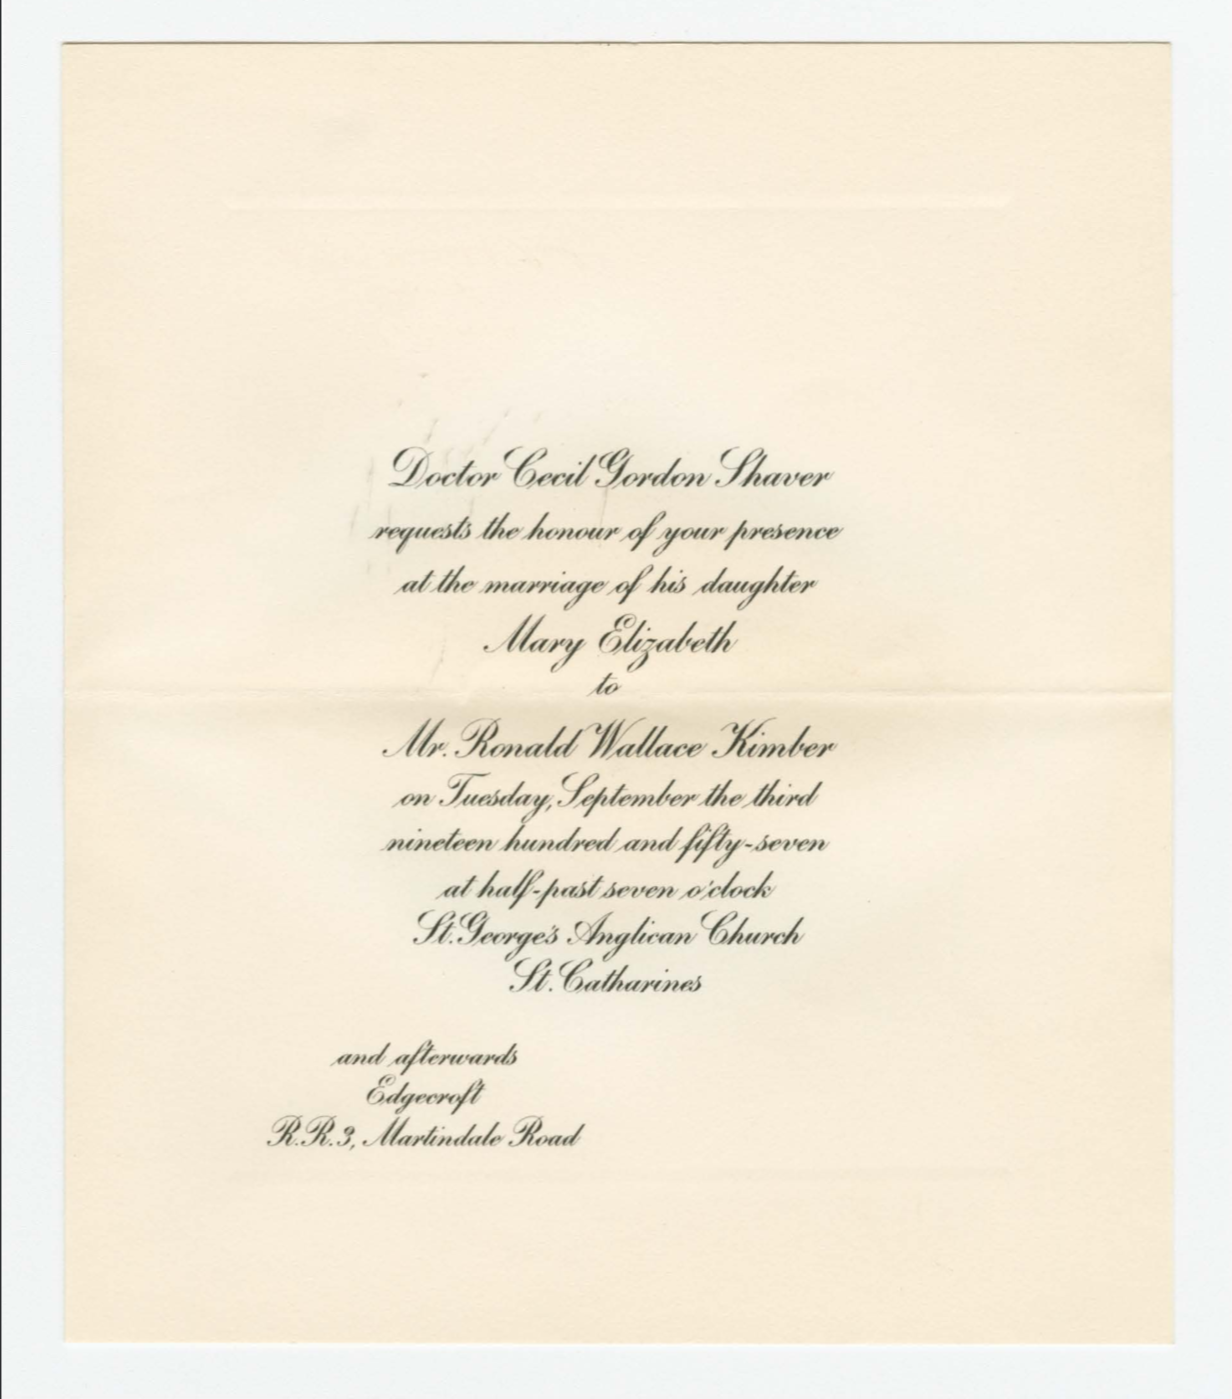 Doctor Cecil Gordon Shaver
requests the honour of your presence
at the marriage of his daughter
Mary Elizabeth
to
Mr. Ronald Wallace Kimber
on Tuesday, September the third
nineteen hundred and fifty-seven
at half-past seven o'clock
St. George's Anglican Church
St. Catharines
and afterwards
Edgecroft
R.R.3, Martindale Road